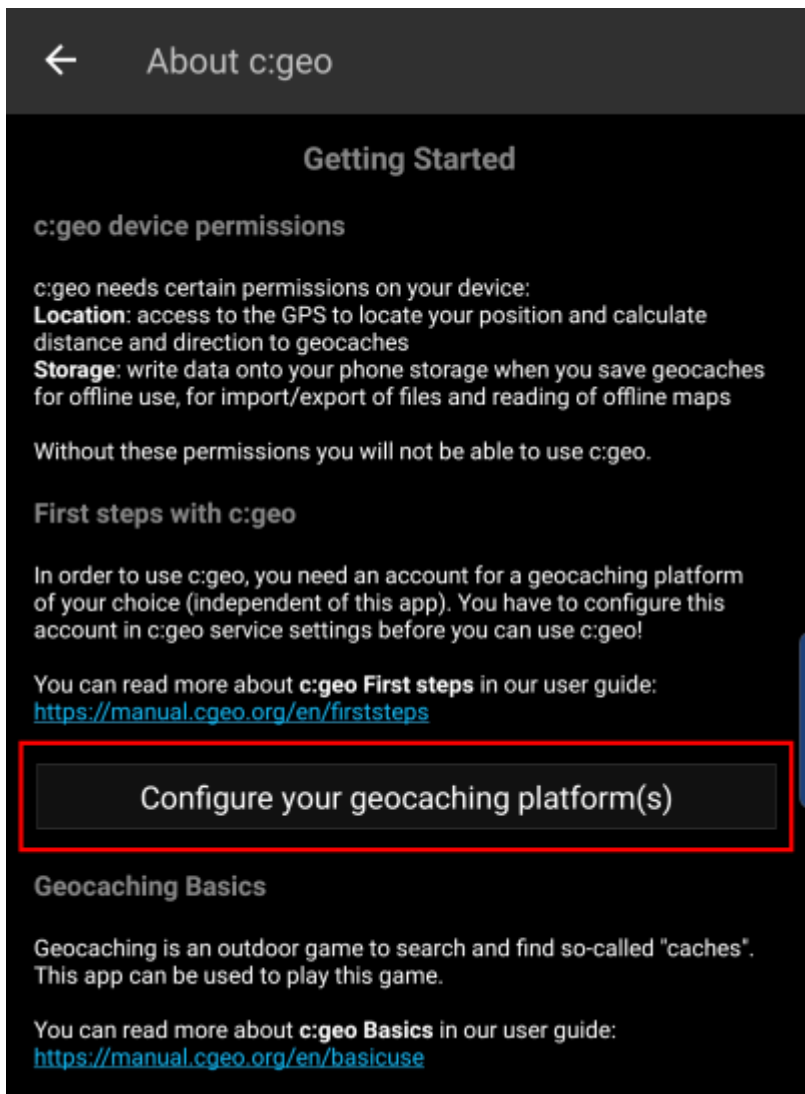 About c:geo
Getting Started
c:geo device permissions
c:geo needs certain permissions on your device:
Location: access to the GPS to locate your position and calculate
distance and direction to geocaches
Storage: write data onto your phone storage when you save geocaches
for offline use, for import/export of files and reading of offline maps
Without these permissions you will not be able to use c:geo.
First steps with c:geo
In order to use c:geo, you need an account for a geocaching platform
of your choice (independent of this app). You have to configure this
account in c:geo service settings before you can use c:geo!
You can read more about c:geo First steps in our user guide:
https://manual.cgeo.org/en/firststeps
Configure your geocaching platform(s)
Geocaching Basics
Geocaching is an outdoor game to search and find so-called "caches".
This app can be used to play this game.
You can read more about c:geo Basics in our user guide:
https://manual.cgeo.org/en/basicuse